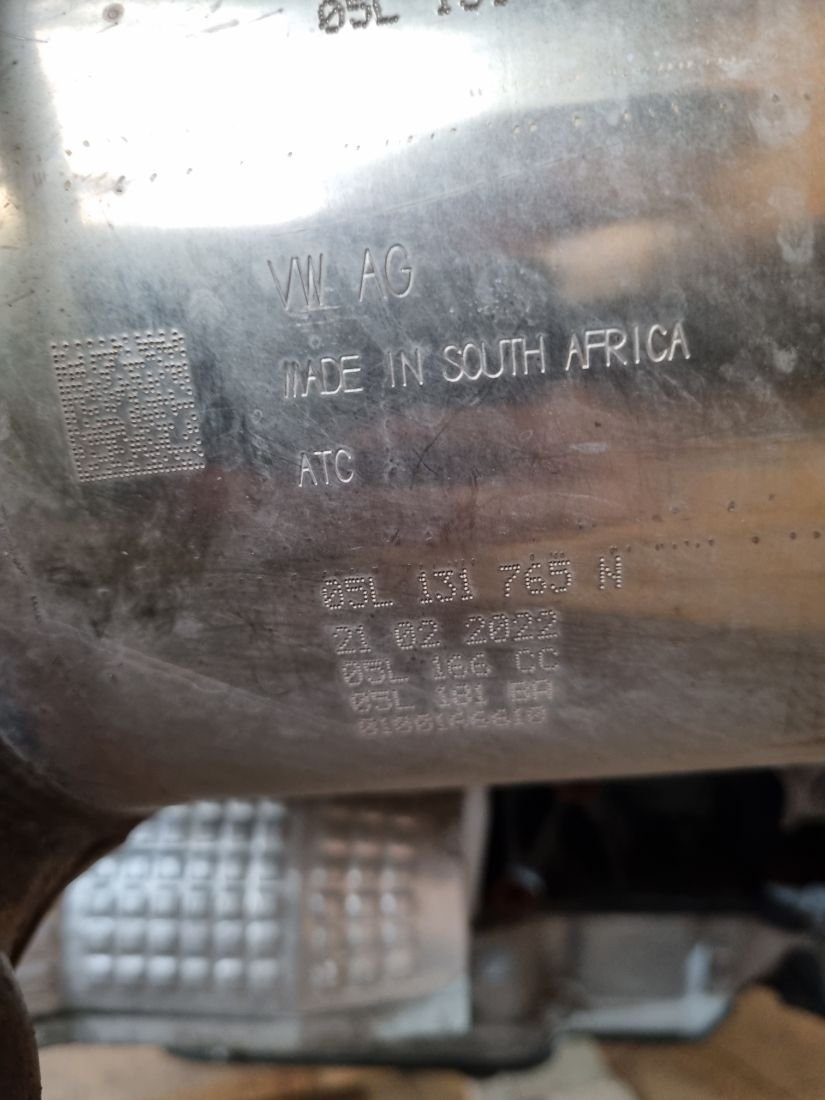 05L
VW AG
MADE IN SOUTH AFRICA
ATC
05L 131 765 N
21 02 2022
05L 166 CC
05L 181 BA